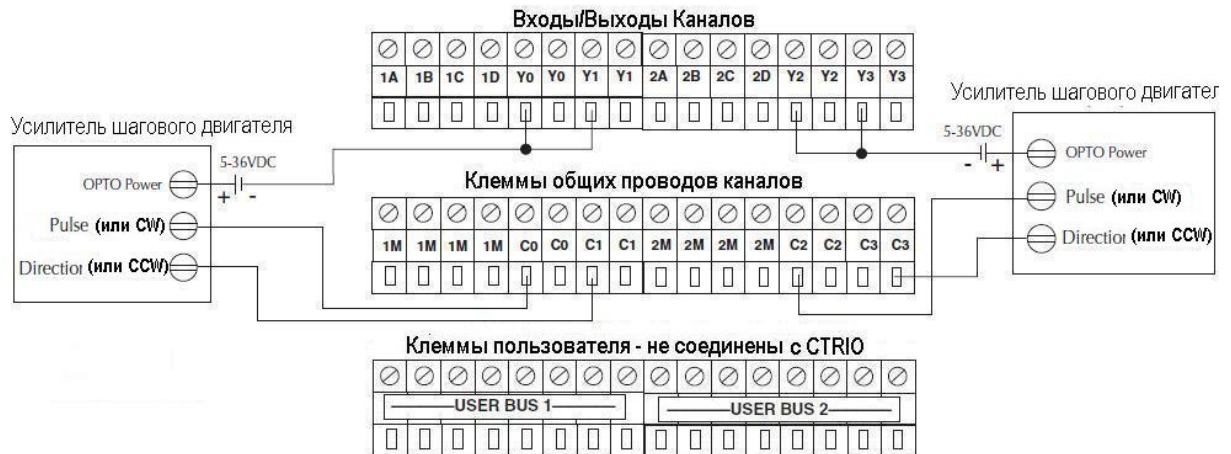 Входы/Выходы Каналов
1A 1B 1C 1D Y0 Y0 Y1 Y1 2A 2B 2C 2D Y2 Y2 Y3 Y3
Усилитель шагового двигателя
5-36VDC
+ -
OPTO Power
Pulse (или CW)
Direction (или CCW)
Усилитель шагового двигател
5-36VDC
- +
OPTO Power
Pulse (или CW)
Direction (или CCW)
Клеммы общих проводов каналов
1M 1M 1M 1M C0 C0 C1 C1 2M 2M 2M 2M C2 C2 C3 C3
Клеммы пользователя - не соединены с CTRIO
USER BUS 1 USER BUS 2